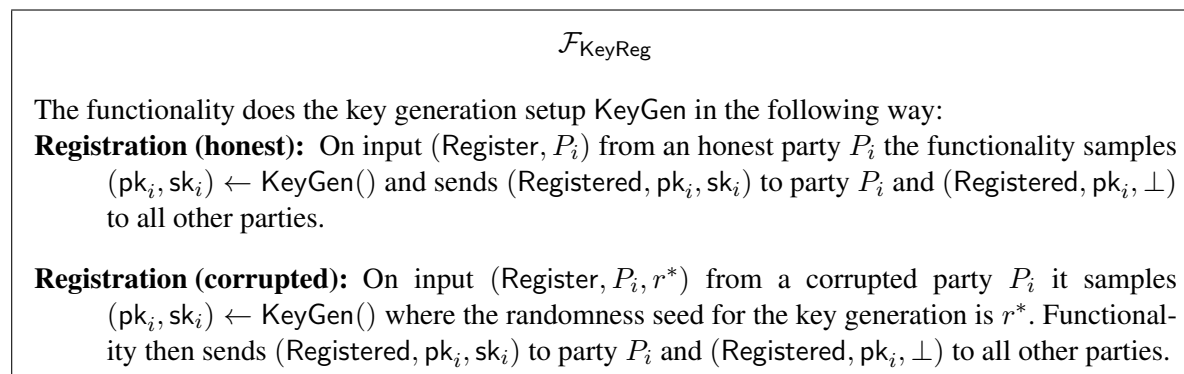 𝓕_KeyReg
The functionality does the key generation setup KeyGen in the following way:
Registration (honest): On input (Register, P_i) from an honest party P_i the functionality samples
(pk_i, sk_i) ← KeyGen() and sends (Registered, pk_i, sk_i) to party P_i and (Registered, pk_i, ⊥)
to all other parties.
Registration (corrupted): On input (Register, P_i, r*) from a corrupted party P_i it samples
(pk_i, sk_i) ← KeyGen() where the randomness seed for the key generation is r*. Functional-
ity then sends (Registered, pk_i, sk_i) to party P_i and (Registered, pk_i, ⊥) to all other parties.